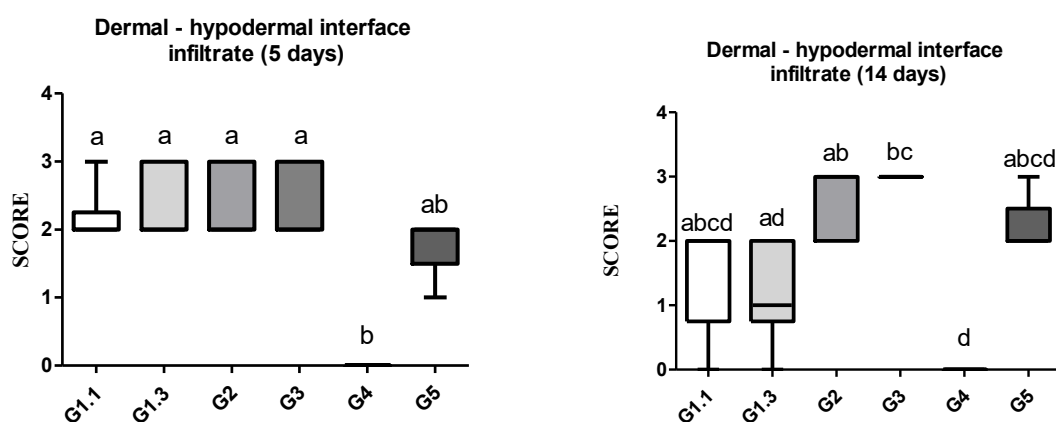 Dermal - hypodermal interface
infiltrate (5 days)
SCORE
4
3
2
1
0
a
a
a
a
b
ab
G1.1
G1.3
G2
G3
G4
G5
Dermal - hypodermal interface
infiltrate (14 days)
SCORE
4
3
2
1
0
abcd
ad
ab
bc
d
abcd
G1.1
G1.3
G2
G3
G4
G5